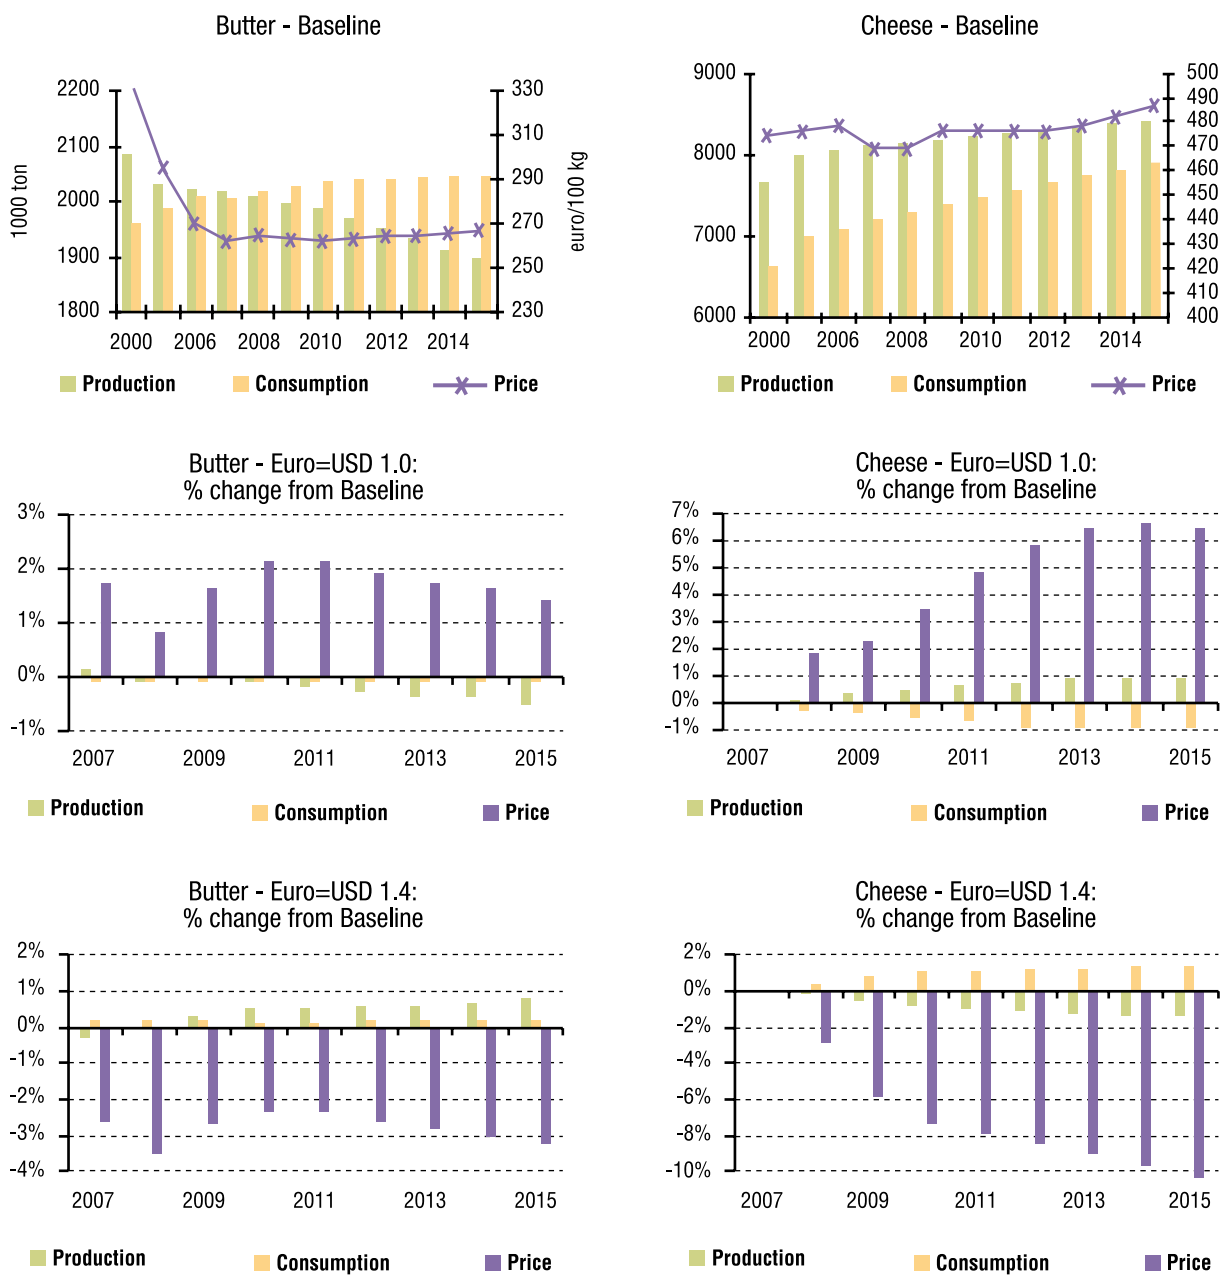 Butter - Baseline
1000 ton
2200
2100
2000
1900
1800
330
310
290
270
250
230
euro/100 kg
2000 2006 2008 2010 2012 2014
Production Consumption Price
Cheese - Baseline
9000
8000
7000
6000
500
490
480
470
460
450
440
430
420
410
400
2000 2006 2008 2010 2012 2014
Production Consumption Price
Butter - Euro=USD 1.0:
% change from Baseline
3%
2%
1%
0%
-1%
2007 2009 2011 2013 2015
Production Consumption Price
Cheese - Euro=USD 1.0:
% change from Baseline
7%
6%
5%
4%
3%
2%
1%
0%
-1%
2007 2009 2011 2013 2015
Production Consumption Price
Butter - Euro=USD 1.4:
% change from Baseline
2%
1%
0%
-1%
-2%
-3%
-4%
2007 2009 2011 2013 2015
Production Consumption Price
Cheese - Euro=USD 1.4:
% change from Baseline
2%
0%
-2%
-4%
-6%
-8%
-10%
2007 2009 2011 2013 2015
Production Consumption Price